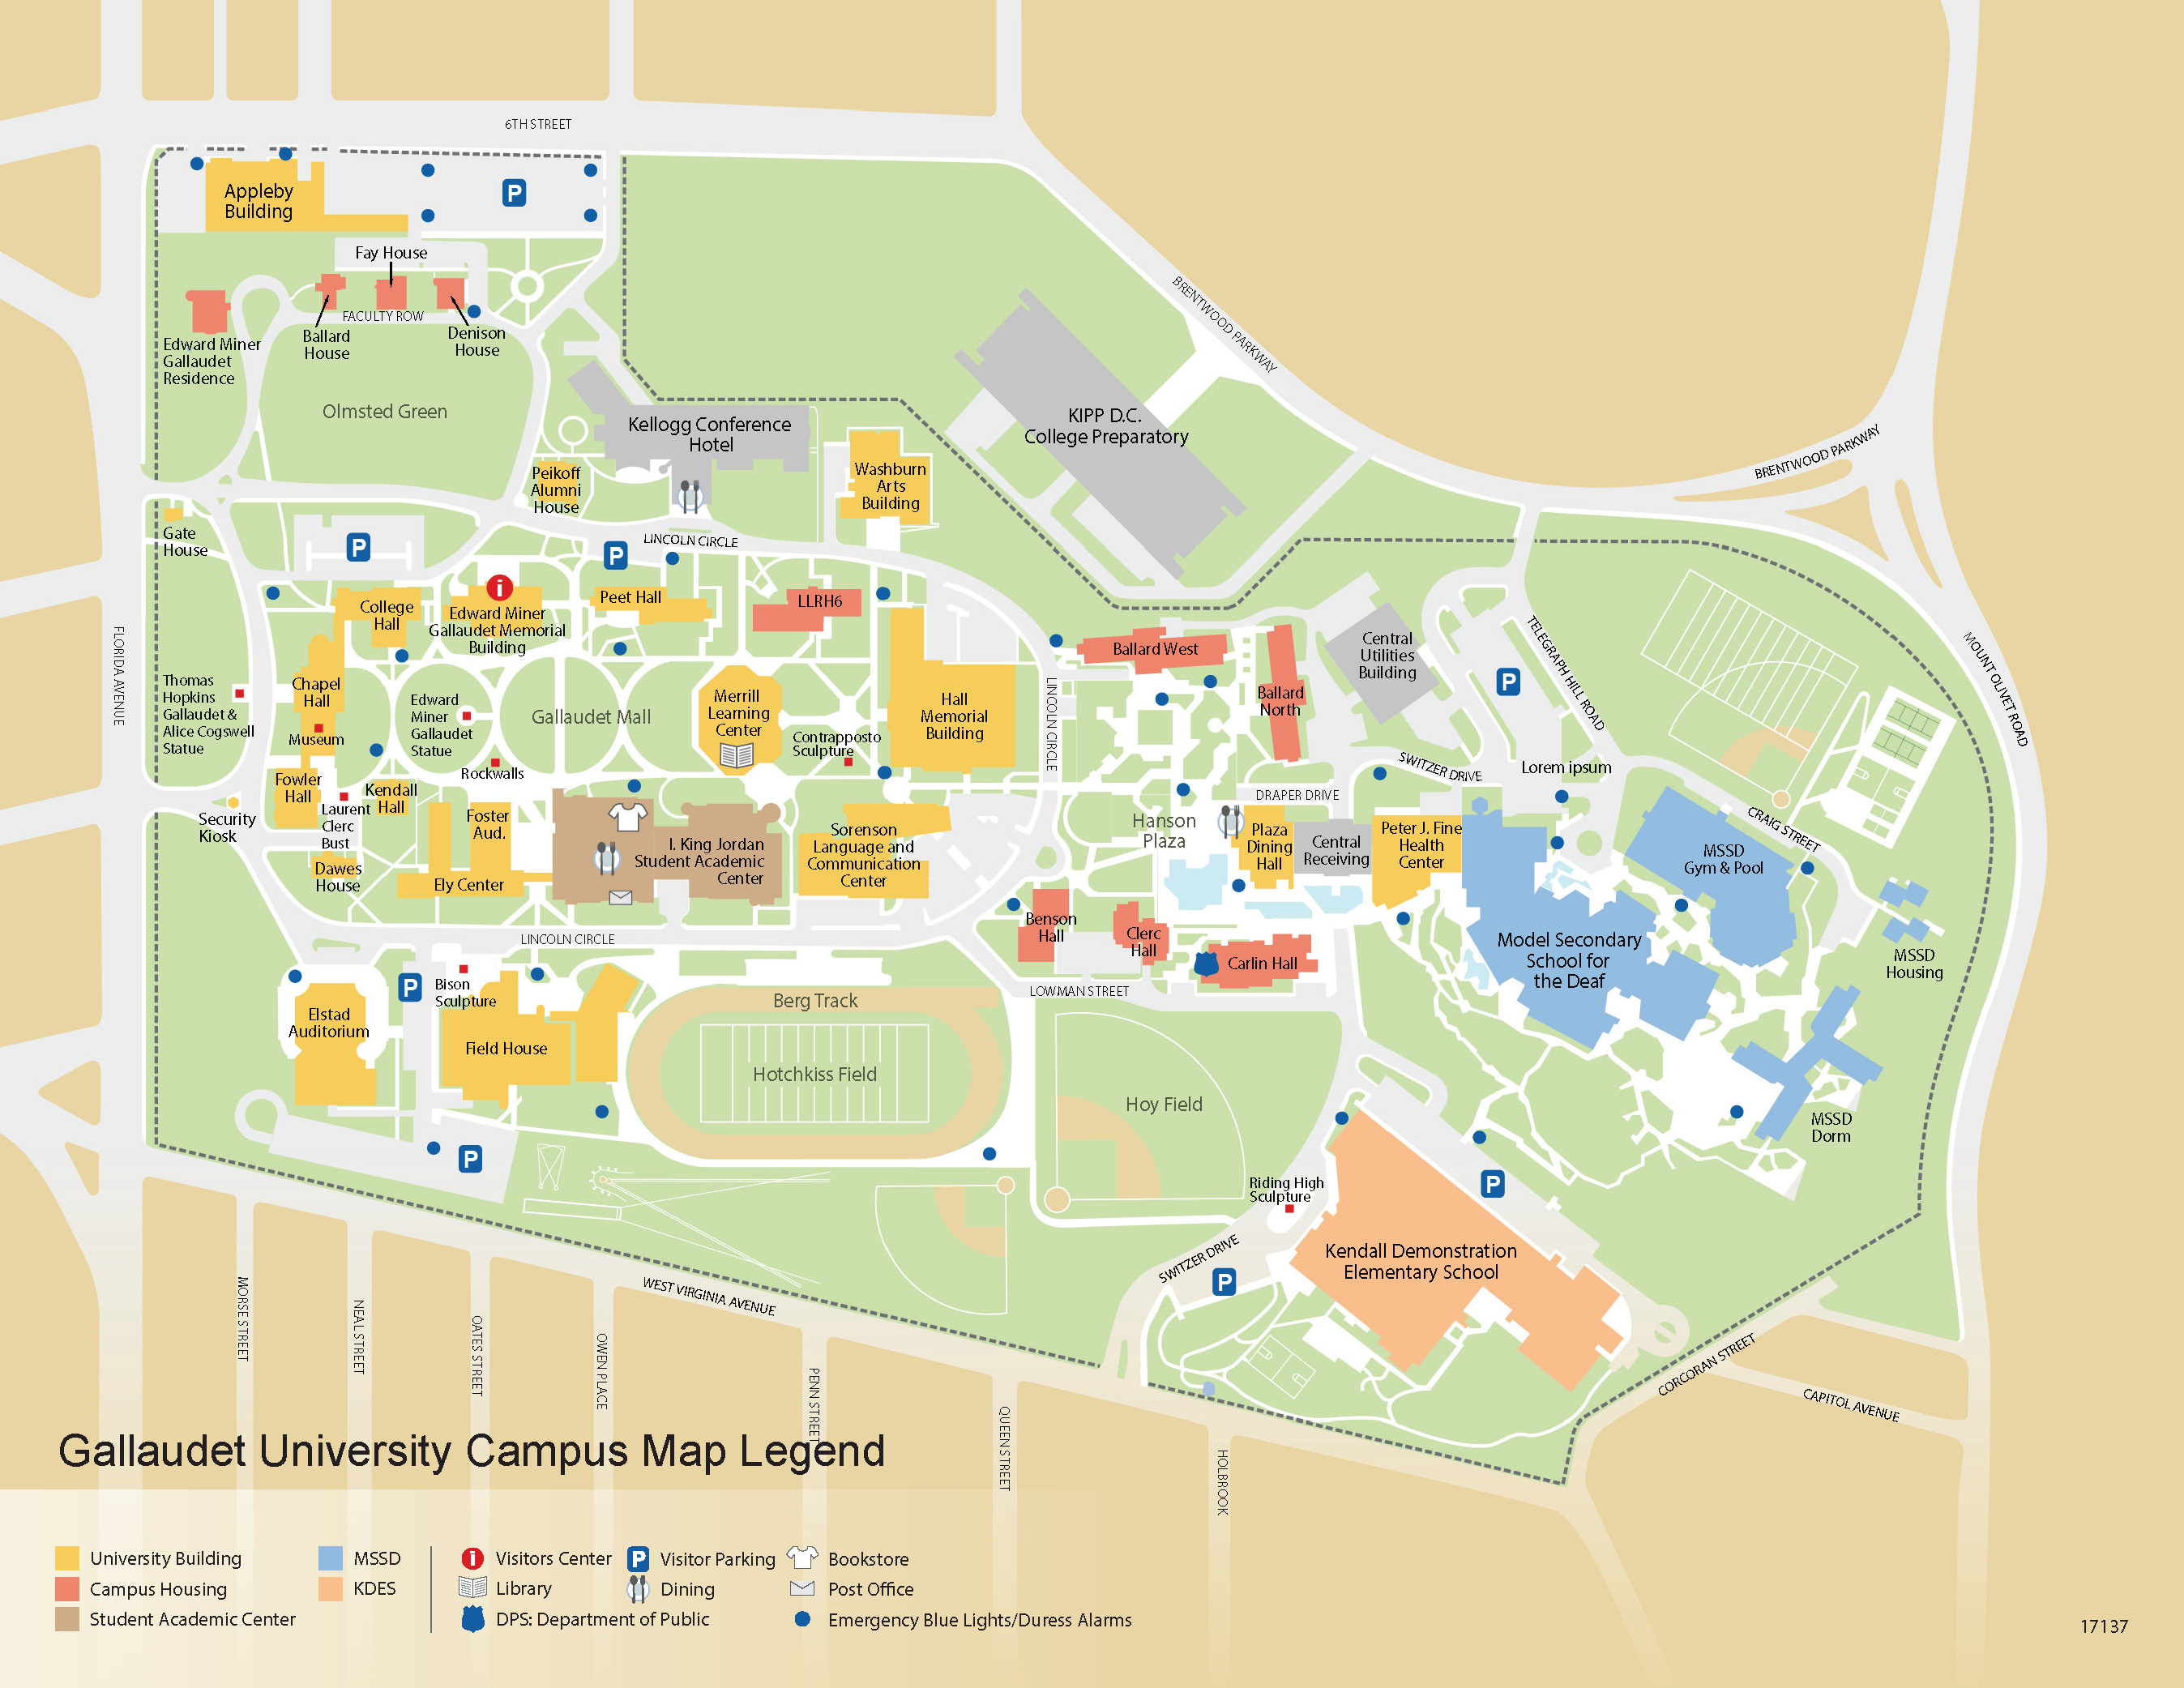 6TH STREET
Appleby
Building
P
Fay House
FACULTY ROW
Ballard
House
Denison
House
Edward Miner
Gallaudet
Residence
Olmsted Green
BRENTWOOD PARKWAY
KIPP D.C.
College Preparatory
Kellogg Conference
Hotel
BRENTWOOD PARKWAY
Peikoff
Alumni
House
Washburn
Arts
Building
Gate
House
P
P
LINCOLN CIRCLE
i
College
Hall
Edward Miner
Gallaudet Memorial
Building
Peet Hall
LLRH6
FLORIDA AVENUE
Thomas
Hopkins
Gallaudet &
Alice Cogswell
Statue
Chapel
Hall
Museum
Edward
Miner
Gallaudet
Statue
Rockwalls
Gallaudet Mall
Merrill
Learning
Center
Contrapposto
Sculpture
Hall
Memorial
Building
LINCOLN CIRCLE
Ballard West
Ballard
North
Central
Utilities
Building
P
TELEGRAPH HILL ROAD
MOUNT OLIVET ROAD
SWITZER DRIVE
Lorem ipsum
Fowler
Hall
Laurent
Clerc
Bust
Kendall
Hall
Security
Kiosk
Dawes
House
Foster
Aud.
Ely Center
I. King Jordan
Student Academic
Center
Sorenson
Language and
Communication
Center
Hanson
Plaza
DRAPER DRIVE
Plaza
Dining
Hall
Central
Receiving
Peter J. Fine
Health
Center
MSSD
Gym & Pool
CRAIG STREET
LINCOLN CIRCLE
Benson
Hall
Clerc
Hall
Carlin Hall
Model Secondary
School for
the Deaf
MSSD
Housing
LOWMAN STREET
P
Bison
Sculpture
Elstad
Auditorium
Field House
Berg Track
Hotchkiss Field
Hoy Field
MSSD
Dorm
P
P
Riding High
Sculpture
SWITZER DRIVE
P
Kendall Demonstration
Elementary School
MORSE STREET
NEAL STREET
OATES STREET
OWEN PLACE
WEST VIRGINIA AVENUE
PENN STREET
QUEEN STREET
HOLBROOK
CORCORAN STREET
CAPITOL AVENUE
Gallaudet University Campus Map Legend
University Building
Campus Housing
Student Academic Center
MSSD
KDES
i Visitors Center
Library
DPS: Department of Public
P Visitor Parking
Dining
Bookstore
Post Office
Emergency Blue Lights/Duress Alarms
17137